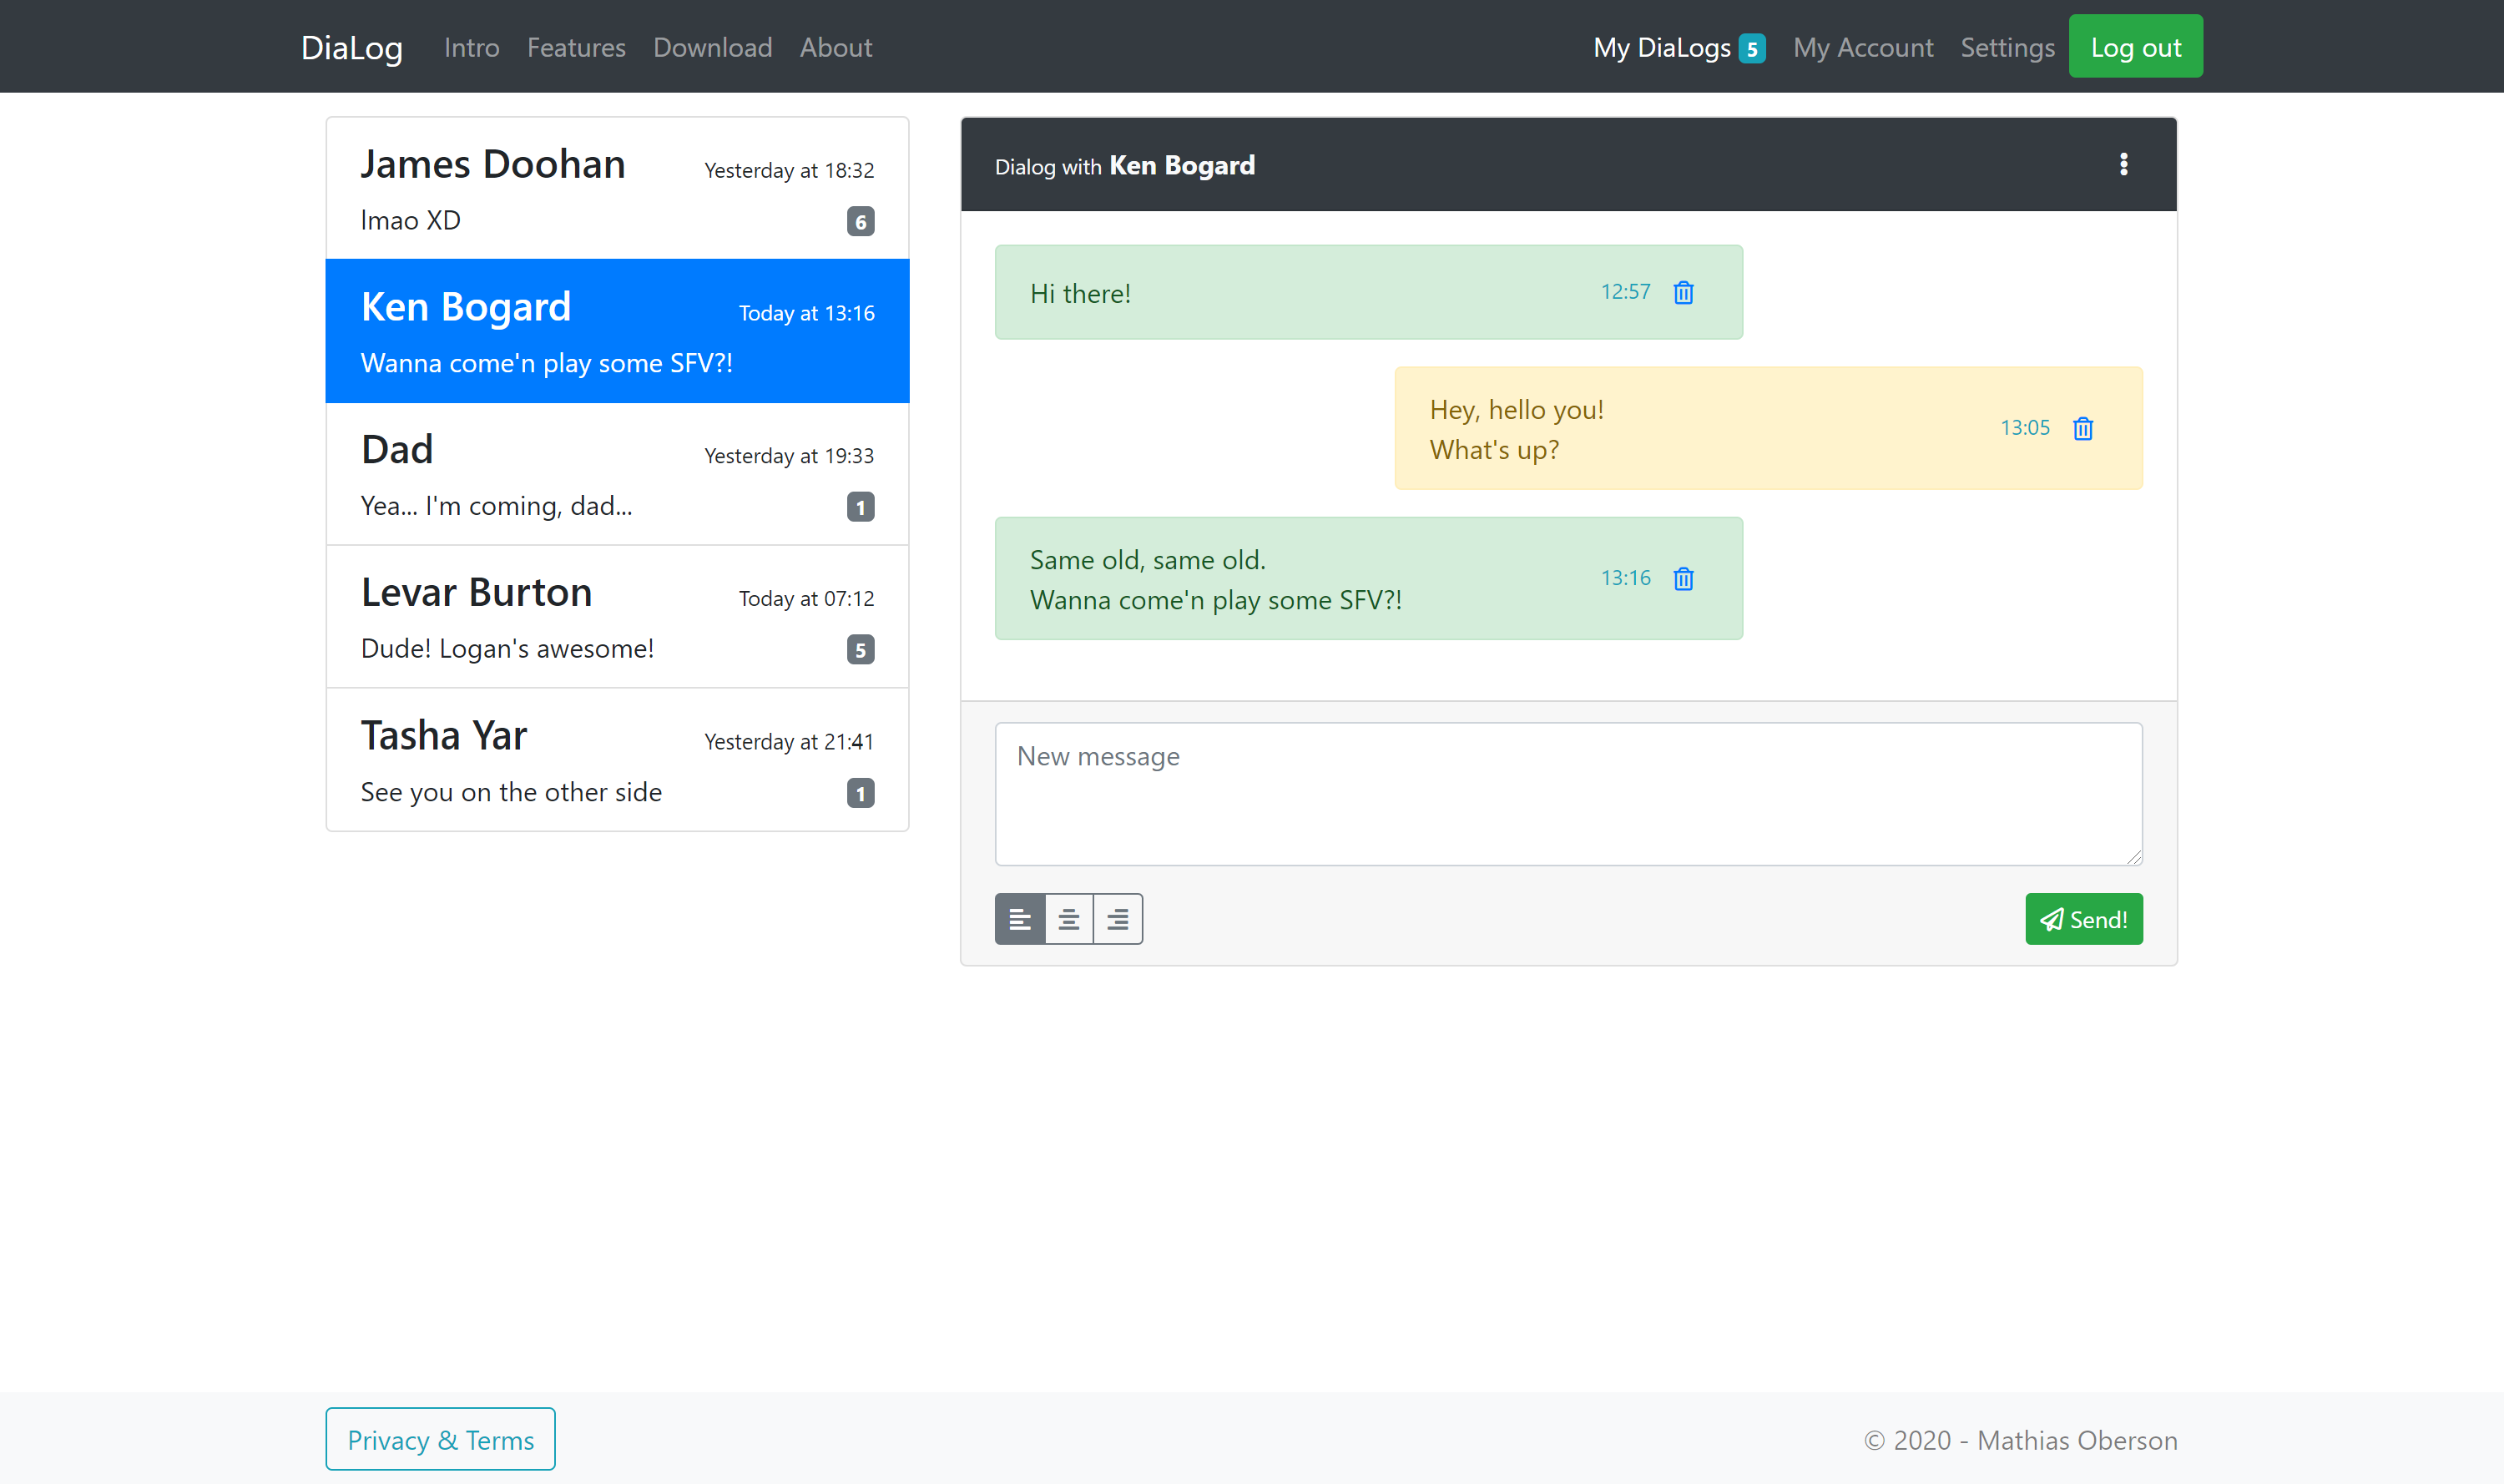 DiaLog Intro Features Download About My DiaLogs 5 My Account Settings Log out
James Doohan Yesterday at 18:32
lmao XD 6
Ken Bogard Today at 13:16
Wanna come'n play some SFV?!
Dad Yesterday at 19:33
Yea... I'm coming, dad... 1
Levar Burton Today at 07:12
Dude! Logan's awesome! 5
Tasha Yar Yesterday at 21:41
See you on the other side 1
Dialog with Ken Bogard
Hi there! 12:57
Hey, hello you!
What's up? 13:05
Same old, same old.
Wanna come'n play some SFV?! 13:16
New message
Send!
Privacy & Terms © 2020 - Mathias Oberson